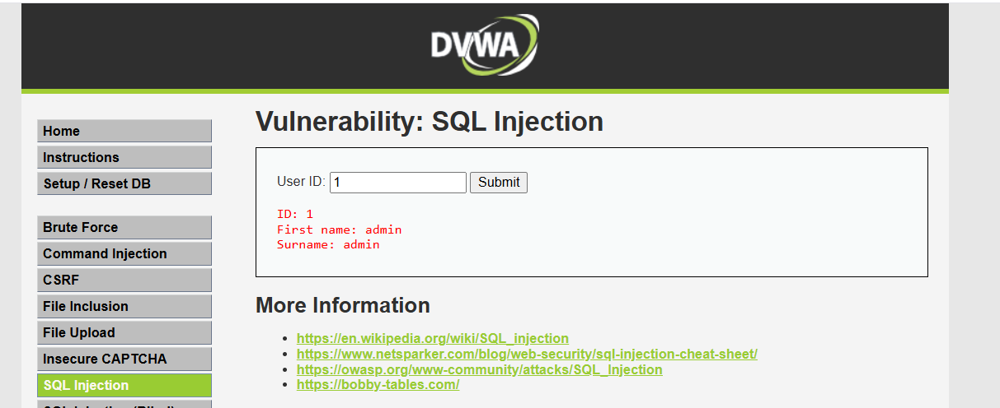 DVWA
Home
Instructions
Setup / Reset DB
Brute Force
Command Injection
CSRF
File Inclusion
File Upload
Insecure CAPTCHA
SQL Injection
Vulnerability: SQL Injection
User ID: 1 Submit
ID: 1
First name: admin
Surname: admin
More Information
https://en.wikipedia.org/wiki/SQL_injection
https://www.netsparker.com/blog/web-security/sql-injection-cheat-sheet/
https://owasp.org/www-community/attacks/SQL_Injection
https://bobby-tables.com/